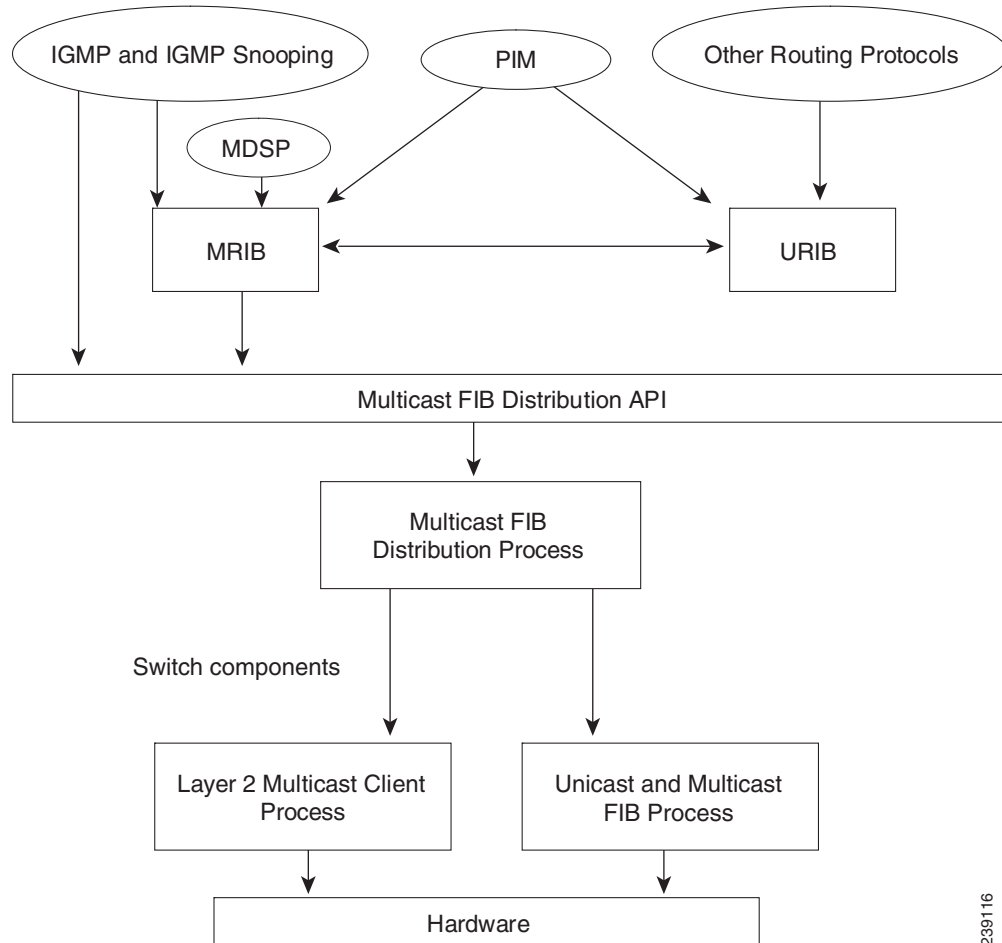 IGMP and IGMP Snooping
PIM
Other Routing Protocols
MDSP
MRIB
URIB
Multicast FIB Distribution API
Multicast FIB
Distribution Process
Switch components
Layer 2 Multicast Client
Process
Unicast and Multicast
FIB Process
Hardware
239116